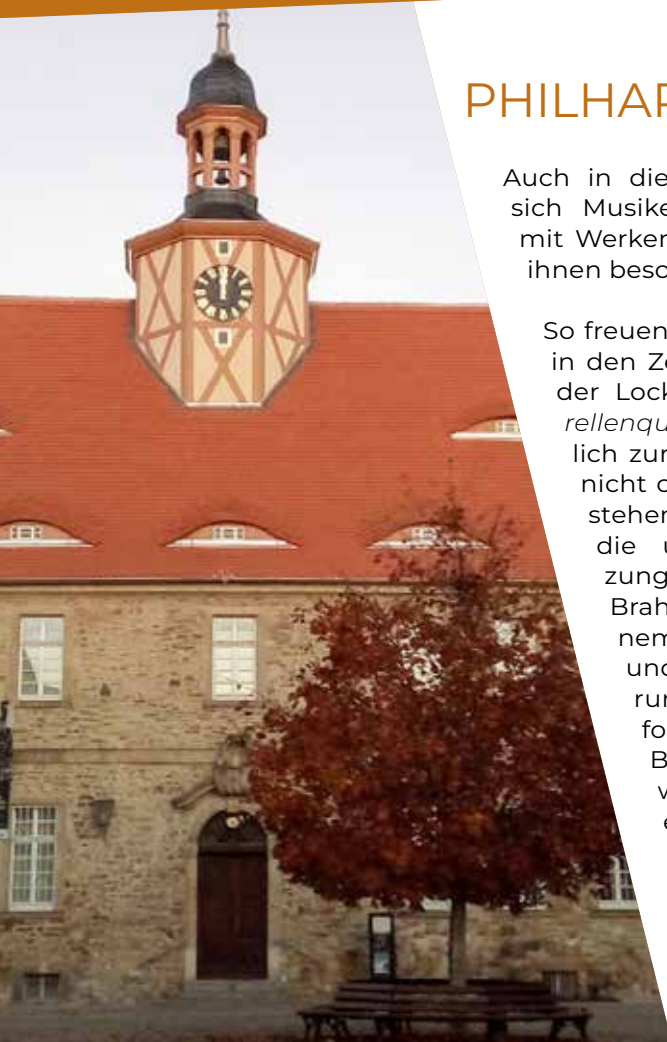 PHILHAR
Auch in die
sich Musike
mit Werken
ihnen beso
So freuen
in den Ze
der Lock
rellenqu
lich zur
nicht
stehen
die
zung
Brah
nem
und
run
fo
B